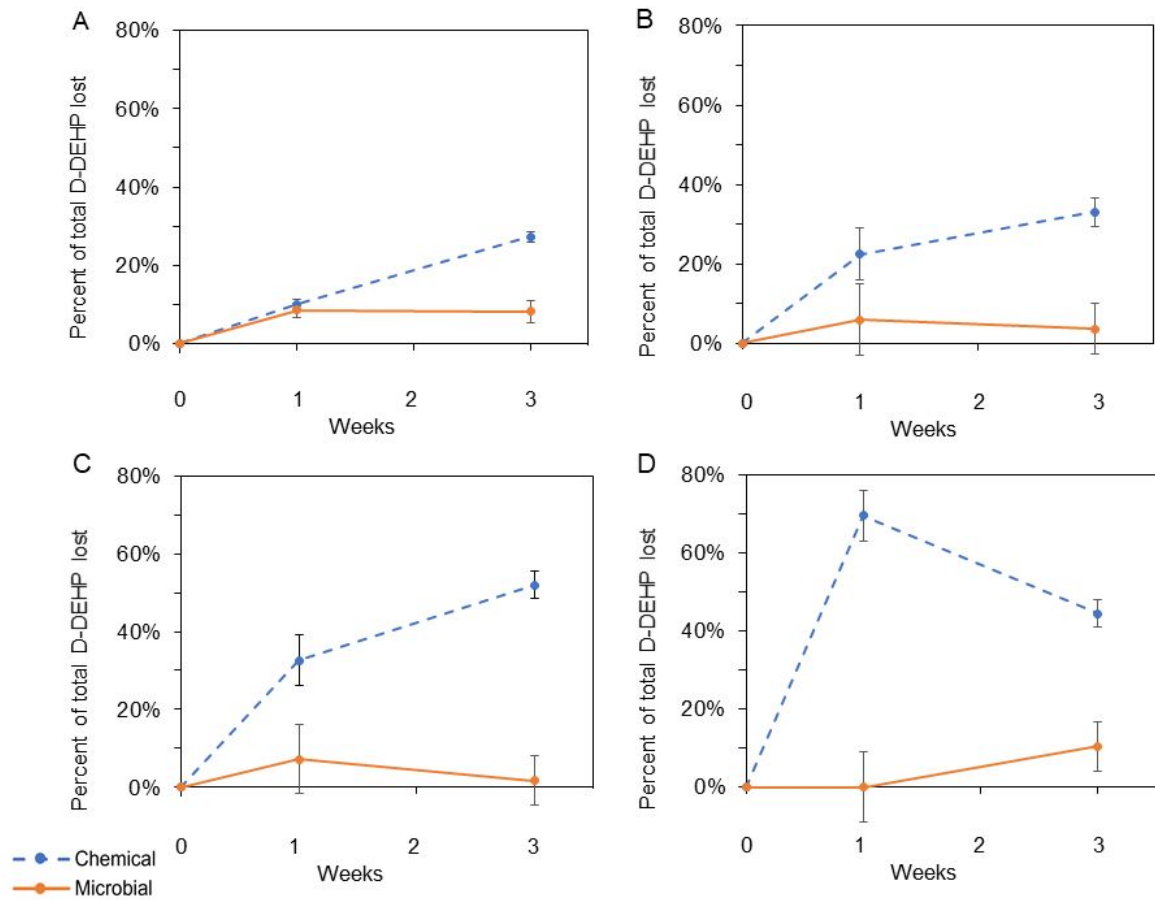 A
Percent of total D-DEHP lost
80%
60%
40%
20%
0%
0 1 2 3
Weeks
B
Percent of total D-DEHP lost
80%
60%
40%
20%
0%
0 1 2 3
Weeks
C
Percent of total D-DEHP lost
80%
60%
40%
20%
0%
0 1 2 3
Weeks
D
Percent of total D-DEHP lost
80%
60%
40%
20%
0%
0 1 2 3
Weeks
Chemical
Microbial